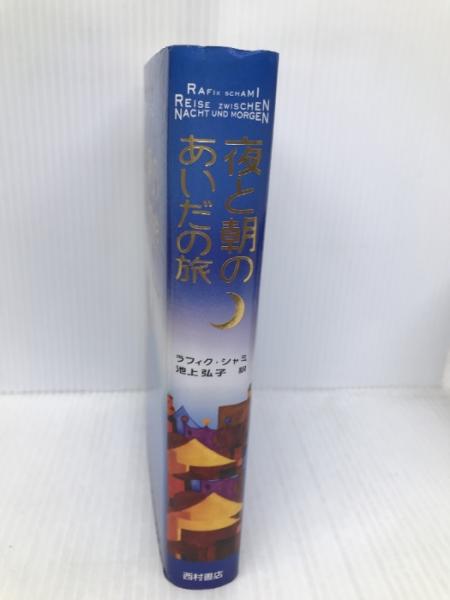 RAFIK SCHAMI
REISE ZWISCHEN
NACHT UND MORGEN
夜と朝の
あいだの旅
ラフィク・シャミ
池上弘子 訳
西村書店